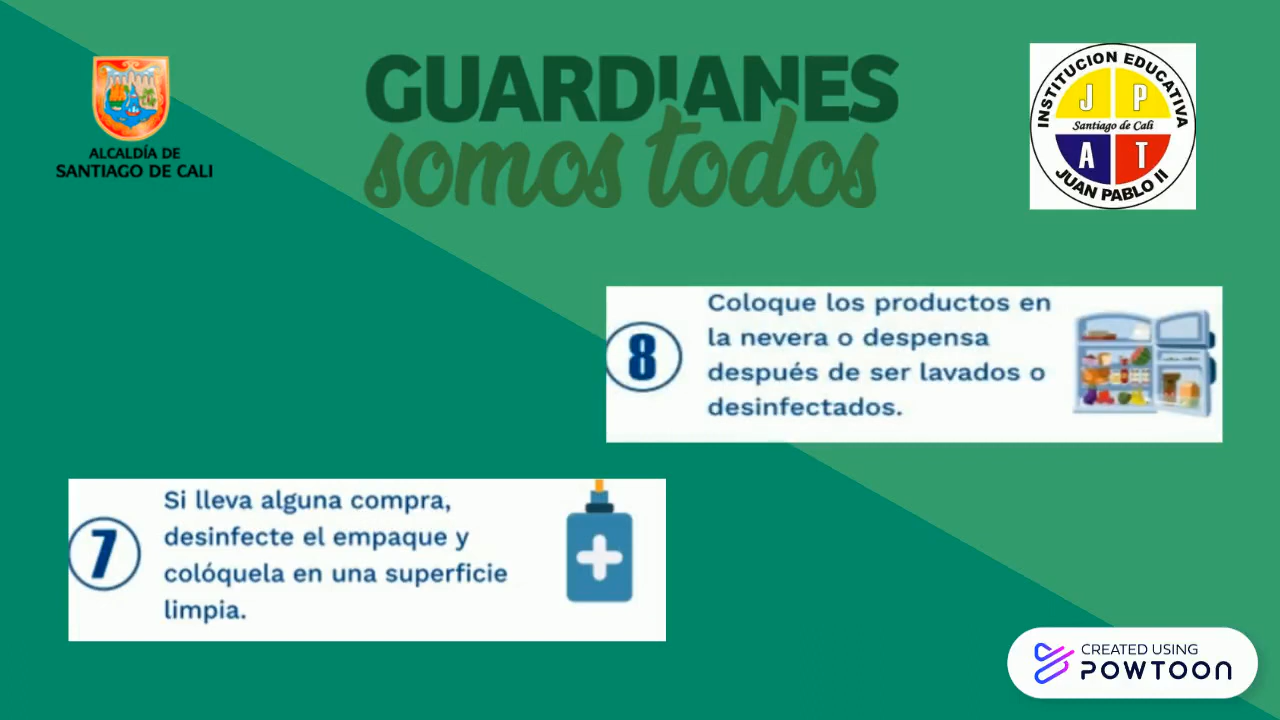 GUARDIANES
somos todos
ALCALDÍA DE
SANTIAGO DE CALI
INSTITUCION EDUCATIVA
J P
Santiago de Cali
A T
JUAN PABLO II
8
Coloque los productos en
la nevera o despensa
después de ser lavados o
desinfectados.
7
Si lleva alguna compra,
desinfecte el empaque y
colóquela en una superficie
limpia.
CREATED USING
POWTOON